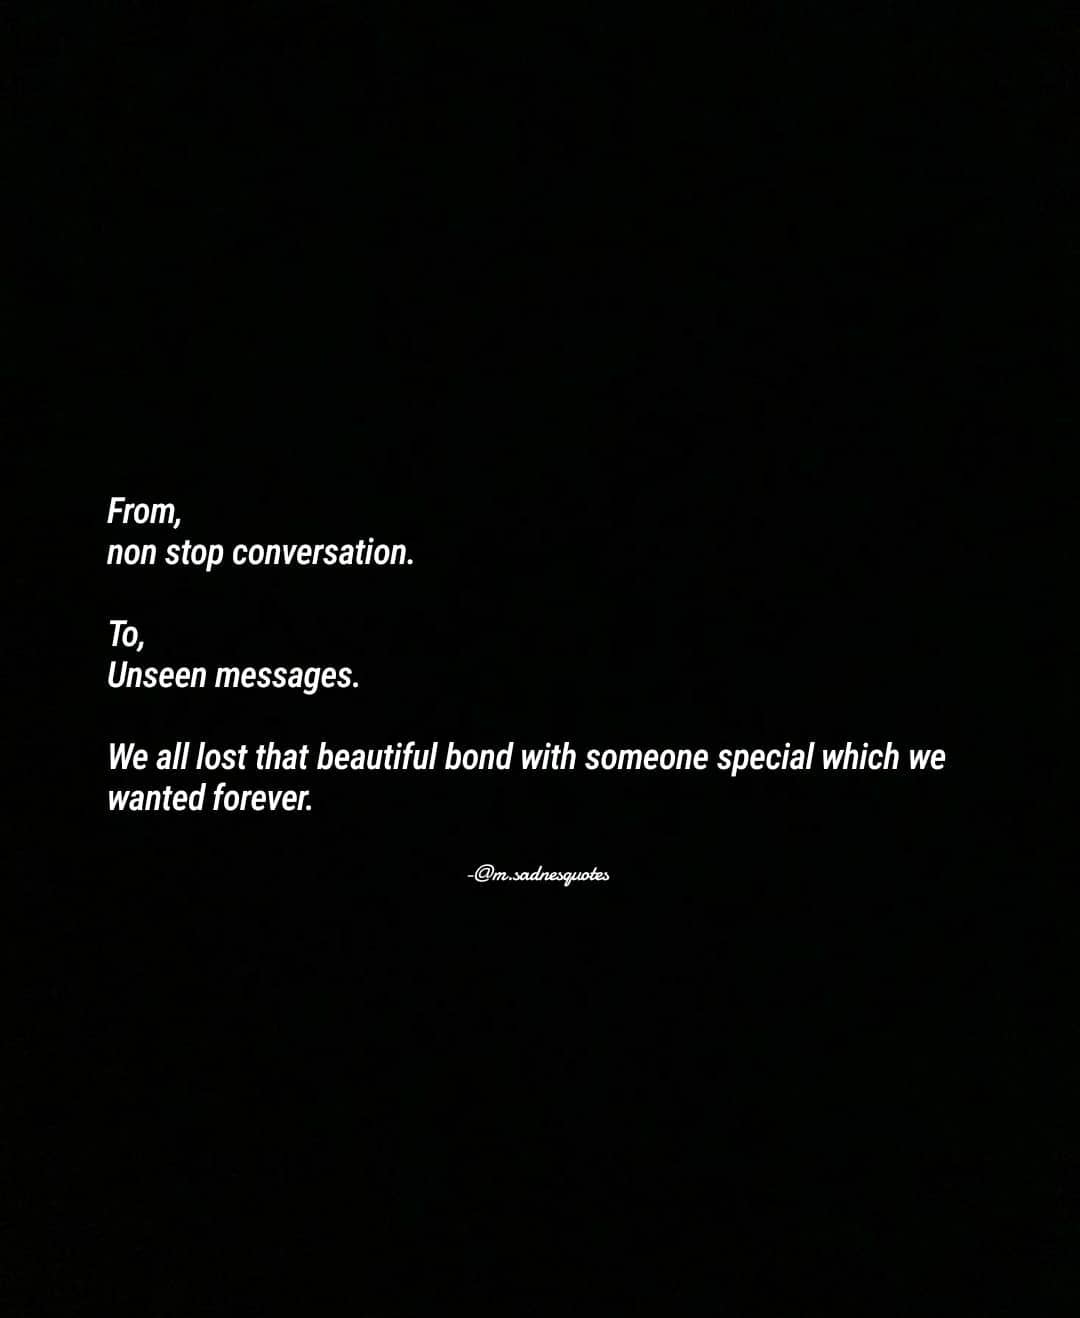 From,
non stop conversation.
To,
Unseen messages.
We all lost that beautiful bond with someone special which we
wanted forever.
-@m.sadnesquotes